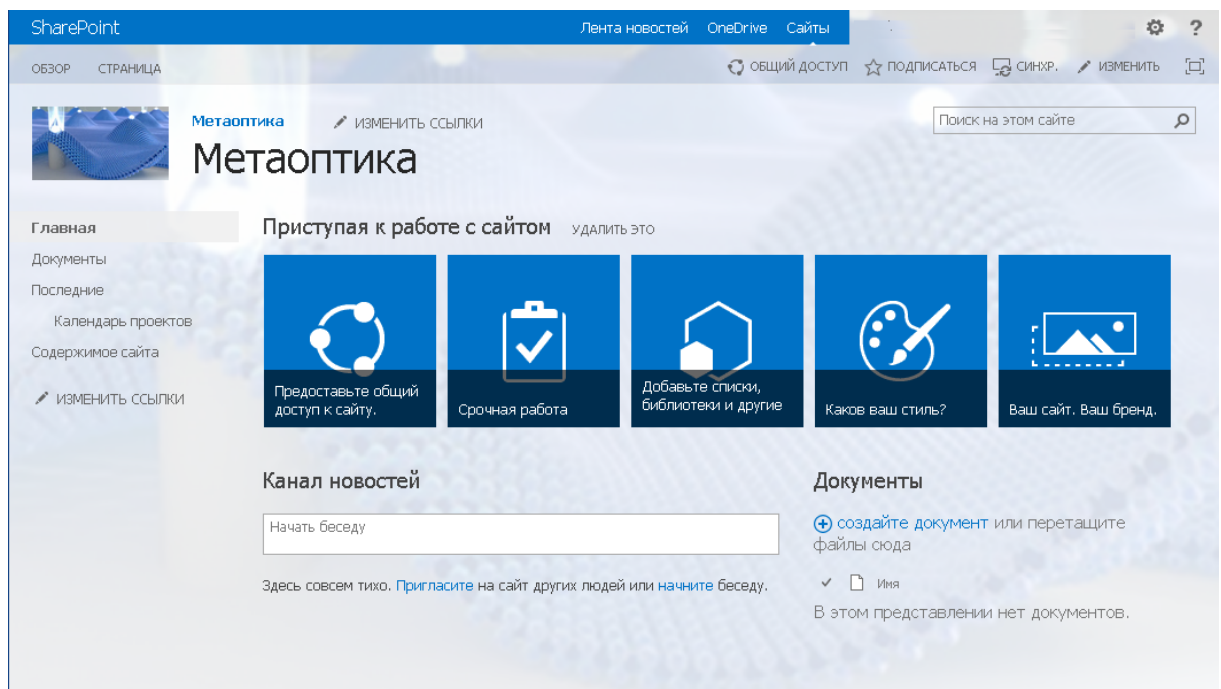 SharePoint
Лента новостей OneDrive Сайты
?
ОБЗОР СТРАНИЦА
ОБЩИЙ ДОСТУП ПОДПИСАТЬСЯ СИНХР. ИЗМЕНИТЬ
Метаоптика ИЗМЕНИТЬ ССЫЛКИ
Поиск на этом сайте
Метаоптика
Главная
Документы
Последние
Календарь проектов
Содержимое сайта
ИЗМЕНИТЬ ССЫЛКИ
Приступая к работе с сайтом УДАЛИТЬ ЭТО
Предоставьте общий
доступ к сайту.
Срочная работа
Добавьте списки,
библиотеки и другие
Каков ваш стиль?
Ваш сайт. Ваш бренд.
Канал новостей
Начать беседу
Здесь совсем тихо. Пригласите на сайт других людей или начните беседу.
Документы
создайте документ или перетащите
файлы сюда
Имя
В этом представлении нет документов.